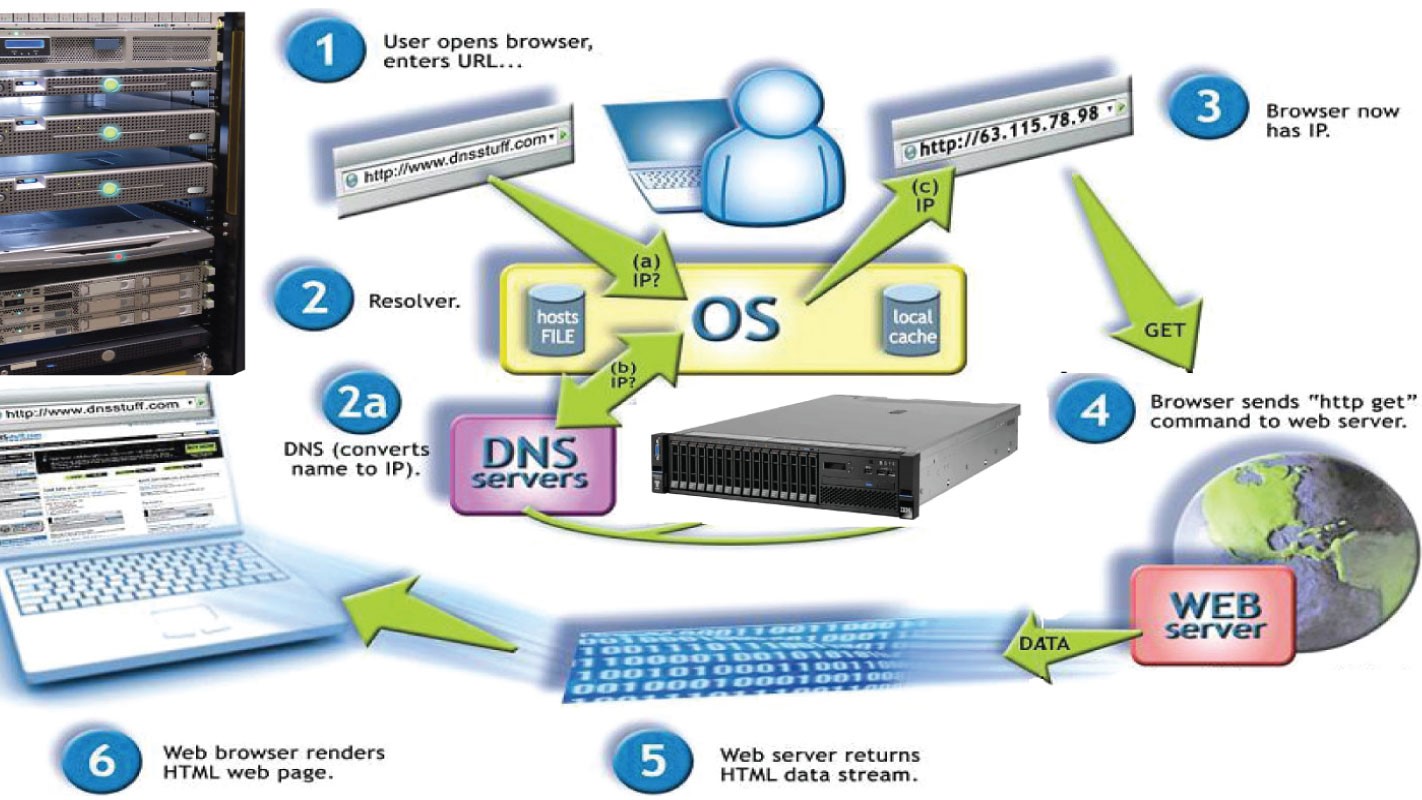 1
User opens browser,
enters URL...
http://www.dnsstuff.com
http://63.115.78.98
3
Browser now
has IP.
(a)
IP?
(c)
IP
2
Resolver.
hosts
FILE
OS
local
cache
GET
(b)
IP?
2a
DNS (converts
name to IP).
DNS
servers
4
Browser sends "http get"
command to web server.
http://www.dnsstuff.com
WEB
server
DATA
6
Web browser renders
HTML web page.
5
Web server returns
HTML data stream.